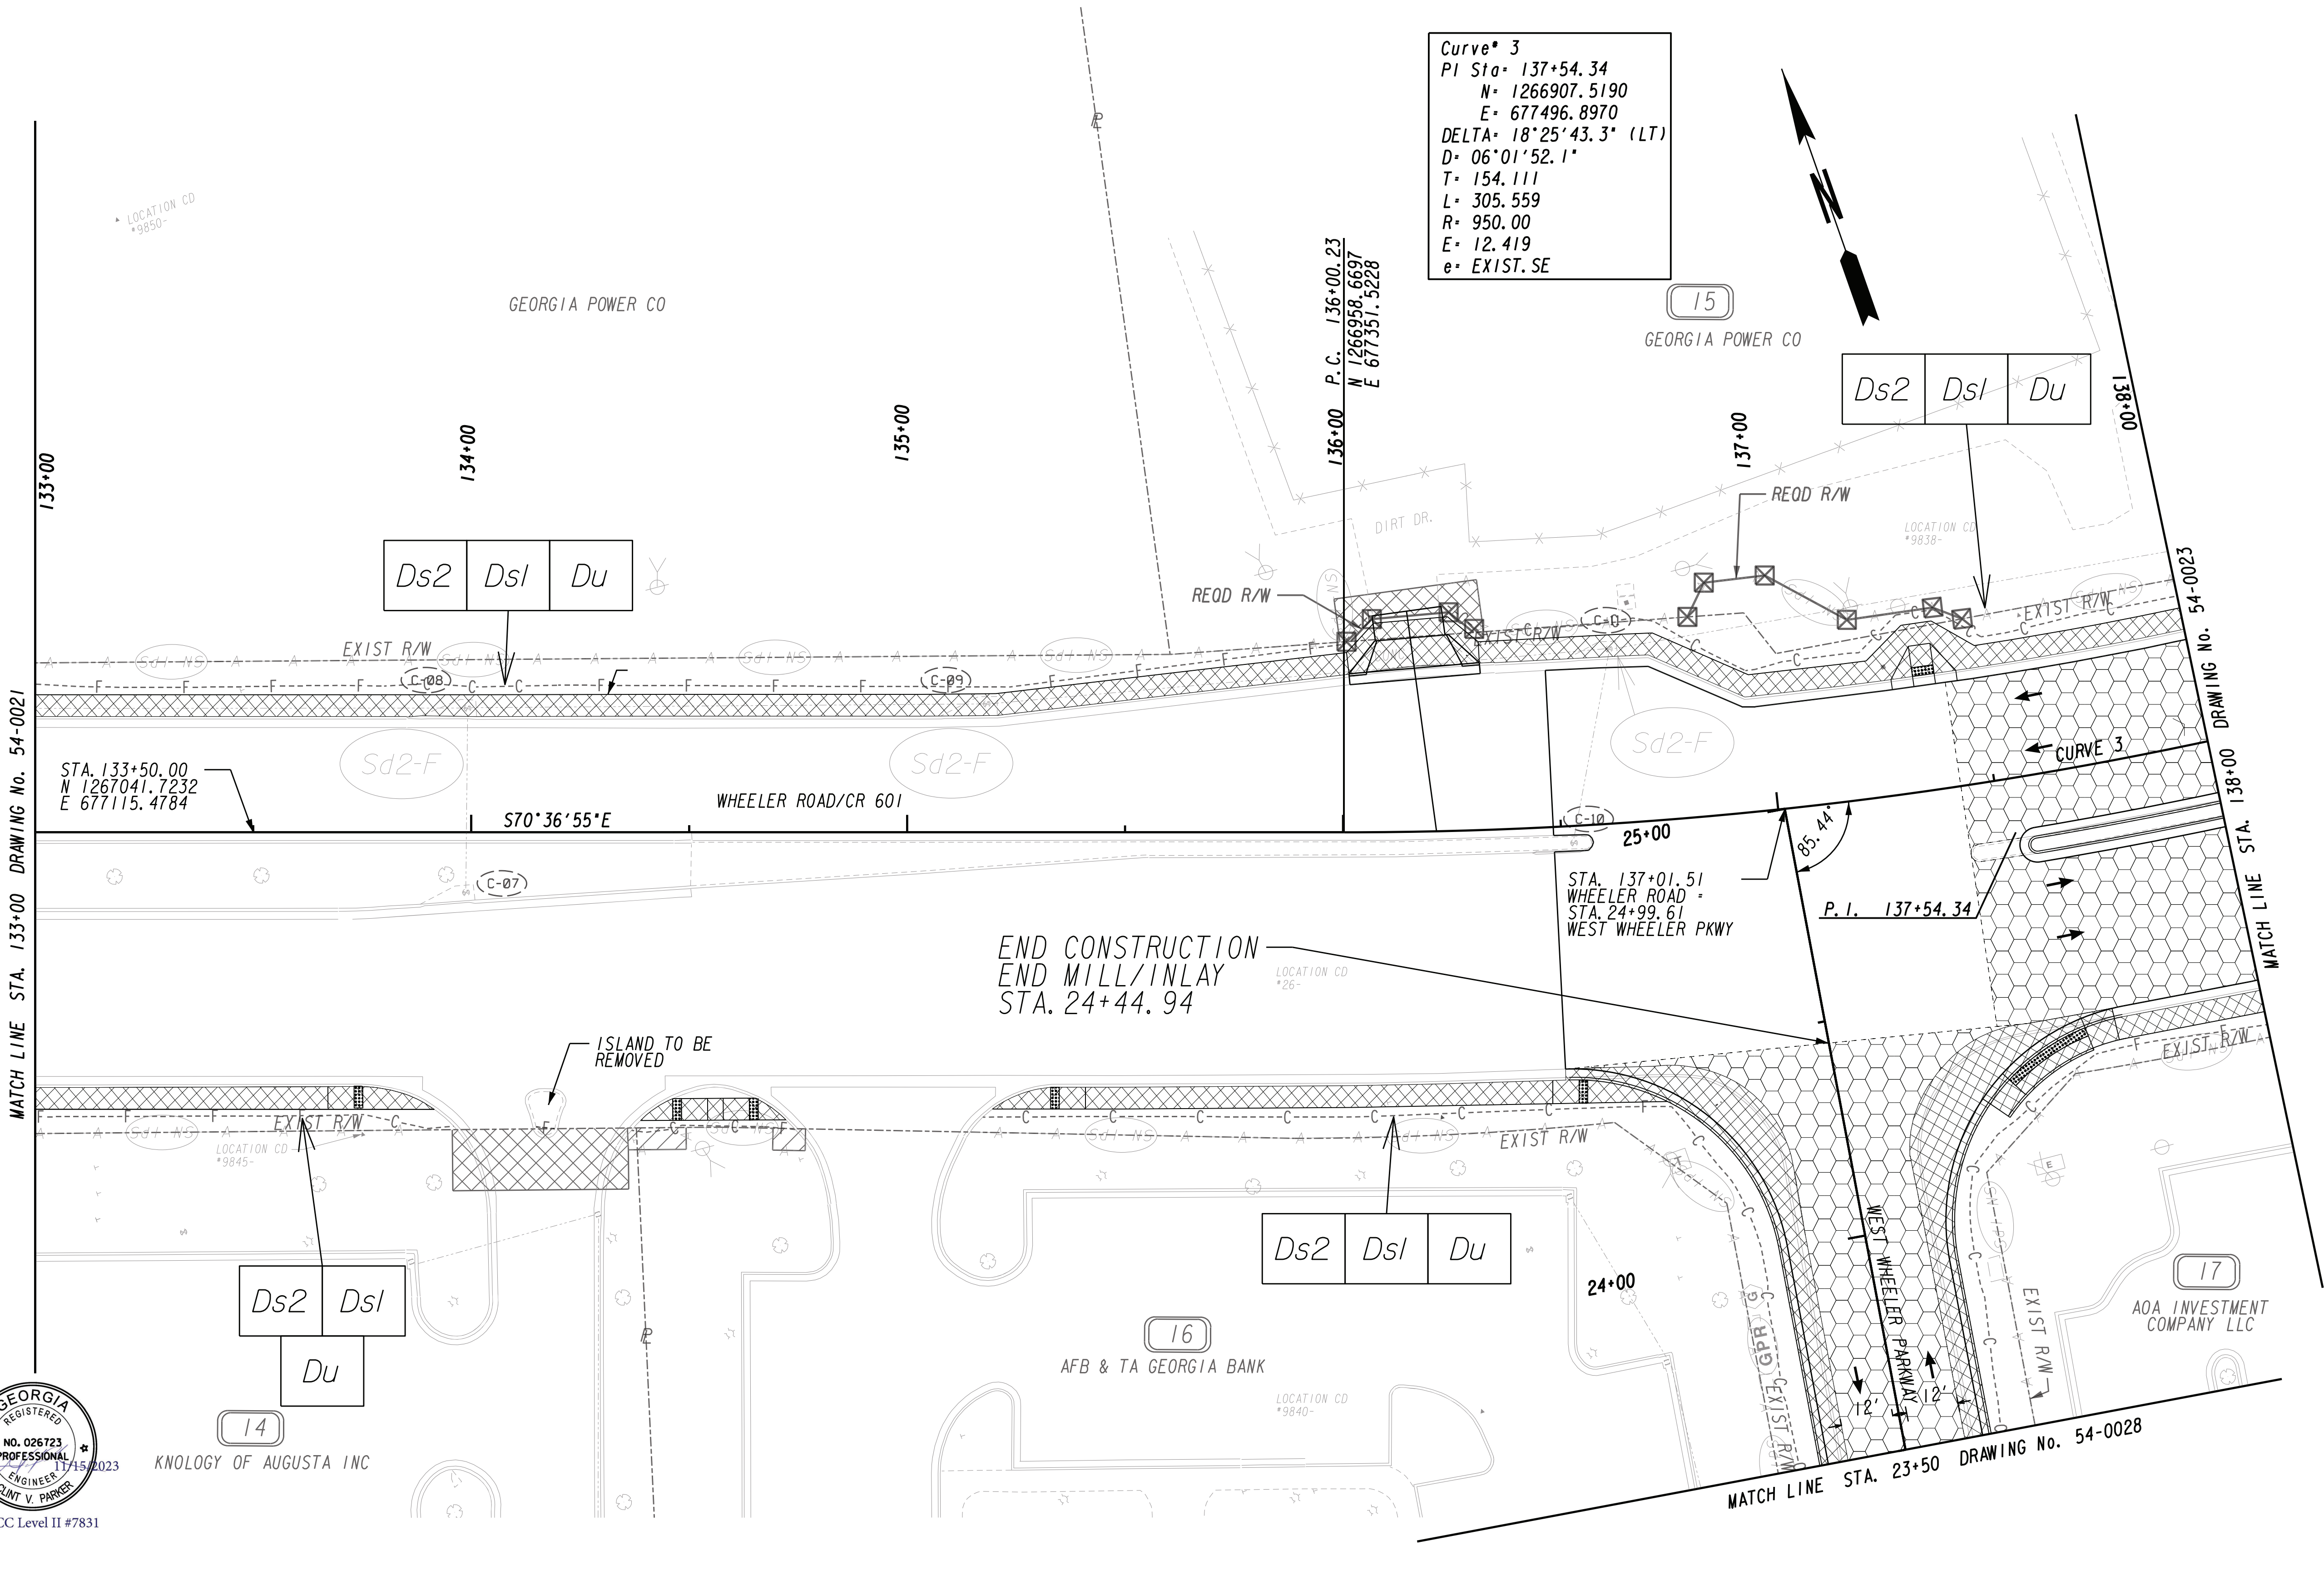 Curve# 3
PI Sta= 137+54.34
N= 1266907.5190
E= 677496.8970
DELTA= 18°25'43.3" (LT)
D= 06°01'52.1"
T= 154.111
L= 305.559
R= 950.00
E= 12.419
e= EXIST.SE
N
LOCATION CD
*9850-
GEORGIA POWER CO
P.C. 136+00.23
N 1266958.6697
E 677351.5228
15
GEORGIA POWER CO
Ds2 Ds1 Du
133+00
134+00
135+00
136+00
137+00
138+00
REQD R/W
DIRT DR.
LOCATION CD
*9838-
Ds2 Ds1 Du
REQD R/W
EXIST R/W
EXIST R/W
EXIST R/W
C-08
C-09
C-11
Sd2-F
Sd2-F
Sd2-F
STA. 133+50.00
N 1267041.7232
E 677115.4784
S70°36'55"E
WHEELER ROAD/CR 601
CURVE 3
C-10
25+00
85.44°
C-07
STA. 137+01.51
WHEELER ROAD =
STA. 24+99.61
WEST WHEELER PKWY
P.I. 137+54.34
END CONSTRUCTION
END MILL/INLAY
STA. 24+44.94
LOCATION CD
*26-
ISLAND TO BE
REMOVED
MATCH LINE STA. 133+00 DRAWING No. 54-0021
MATCH LINE STA. 138+00 DRAWING No. 54-0023
EXIST R/W
EXIST R/W
EXIST R/W
LOCATION CD
*9845-
Ds2 Ds1
Du
Ds2 Ds1 Du
24+00
16
AFB & TA GEORGIA BANK
LOCATION CD
*9840-
14
KNOLOGY OF AUGUSTA INC
17
AOA INVESTMENT
COMPANY LLC
GPR
G
E
EXIST R/W
EXIST R/W
WEST WHEELER PARKWAY
12'
12'
MATCH LINE STA. 23+50 DRAWING No. 54-0028
GEORGIA
REGISTERED
NO. 026723
PROFESSIONAL
ENGINEER
CLINT V. PARKER
11/15/2023
CC Level II #7831